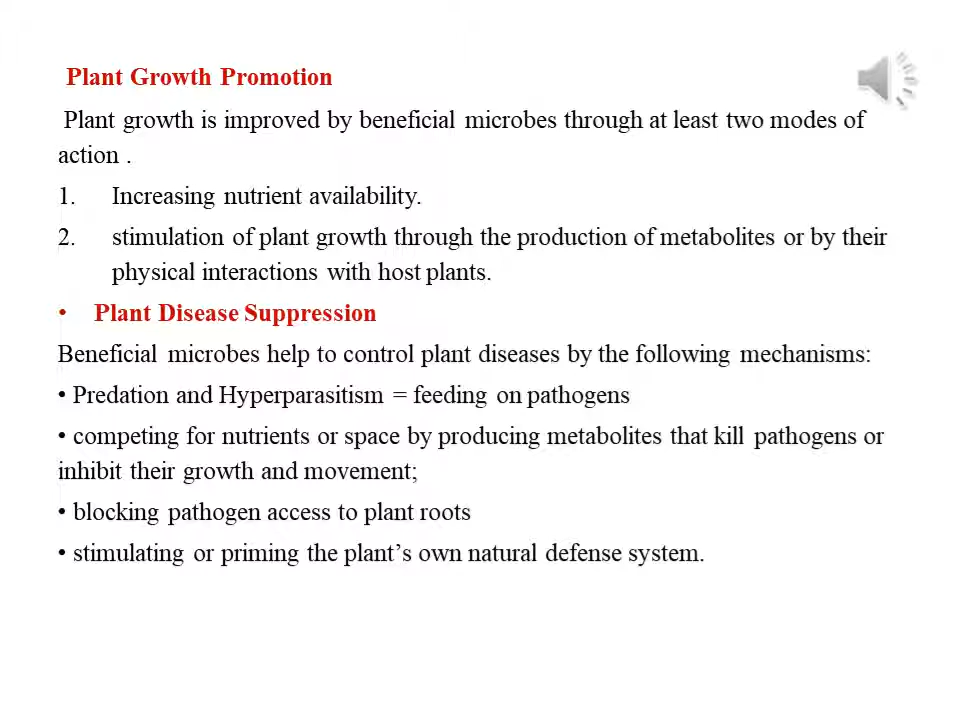 Plant Growth Promotion
Plant growth is improved by beneficial microbes through at least two modes of
action .
1. Increasing nutrient availability.
2. stimulation of plant growth through the production of metabolites or by their
physical interactions with host plants.
• Plant Disease Suppression
Beneficial microbes help to control plant diseases by the following mechanisms:
• Predation and Hyperparasitism = feeding on pathogens
• competing for nutrients or space by producing metabolites that kill pathogens or
inhibit their growth and movement;
• blocking pathogen access to plant roots
• stimulating or priming the plant’s own natural defense system.